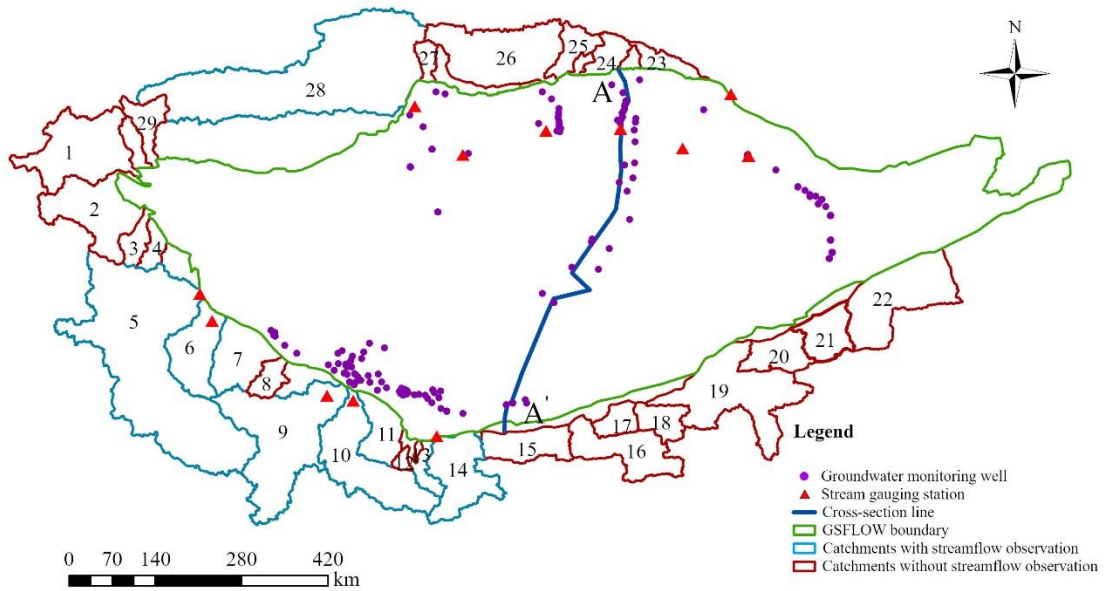 N
25
26
27
24
23
28
A
29
1
2
3
4
22
5
6
21
20
7
8
19
A'
Legend
9
11
17
18
10
13
14
15
16
Groundwater monitoring well
Stream gauging station
Cross-section line
GSFLOW boundary
0 70 140 280 420
km
Catchments with streamflow observation
Catchments without streamflow observation